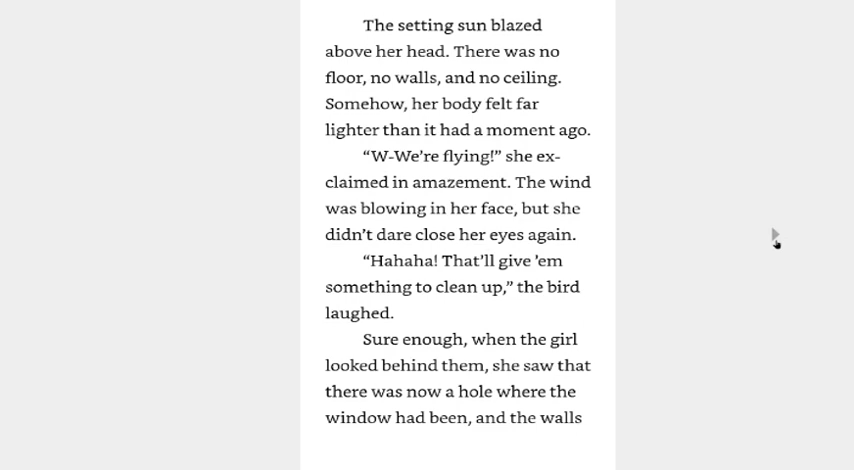 The setting sun blazed
above her head. There was no
floor, no walls, and no ceiling.
Somehow, her body felt far
lighter than it had a moment ago.
“W-We’re flying!” she ex-
claimed in amazement. The wind
was blowing in her face, but she
didn’t dare close her eyes again.
“Hahaha! That’ll give ’em
something to clean up,” the bird
laughed.
Sure enough, when the girl
looked behind them, she saw that
there was now a hole where the
window had been, and the walls